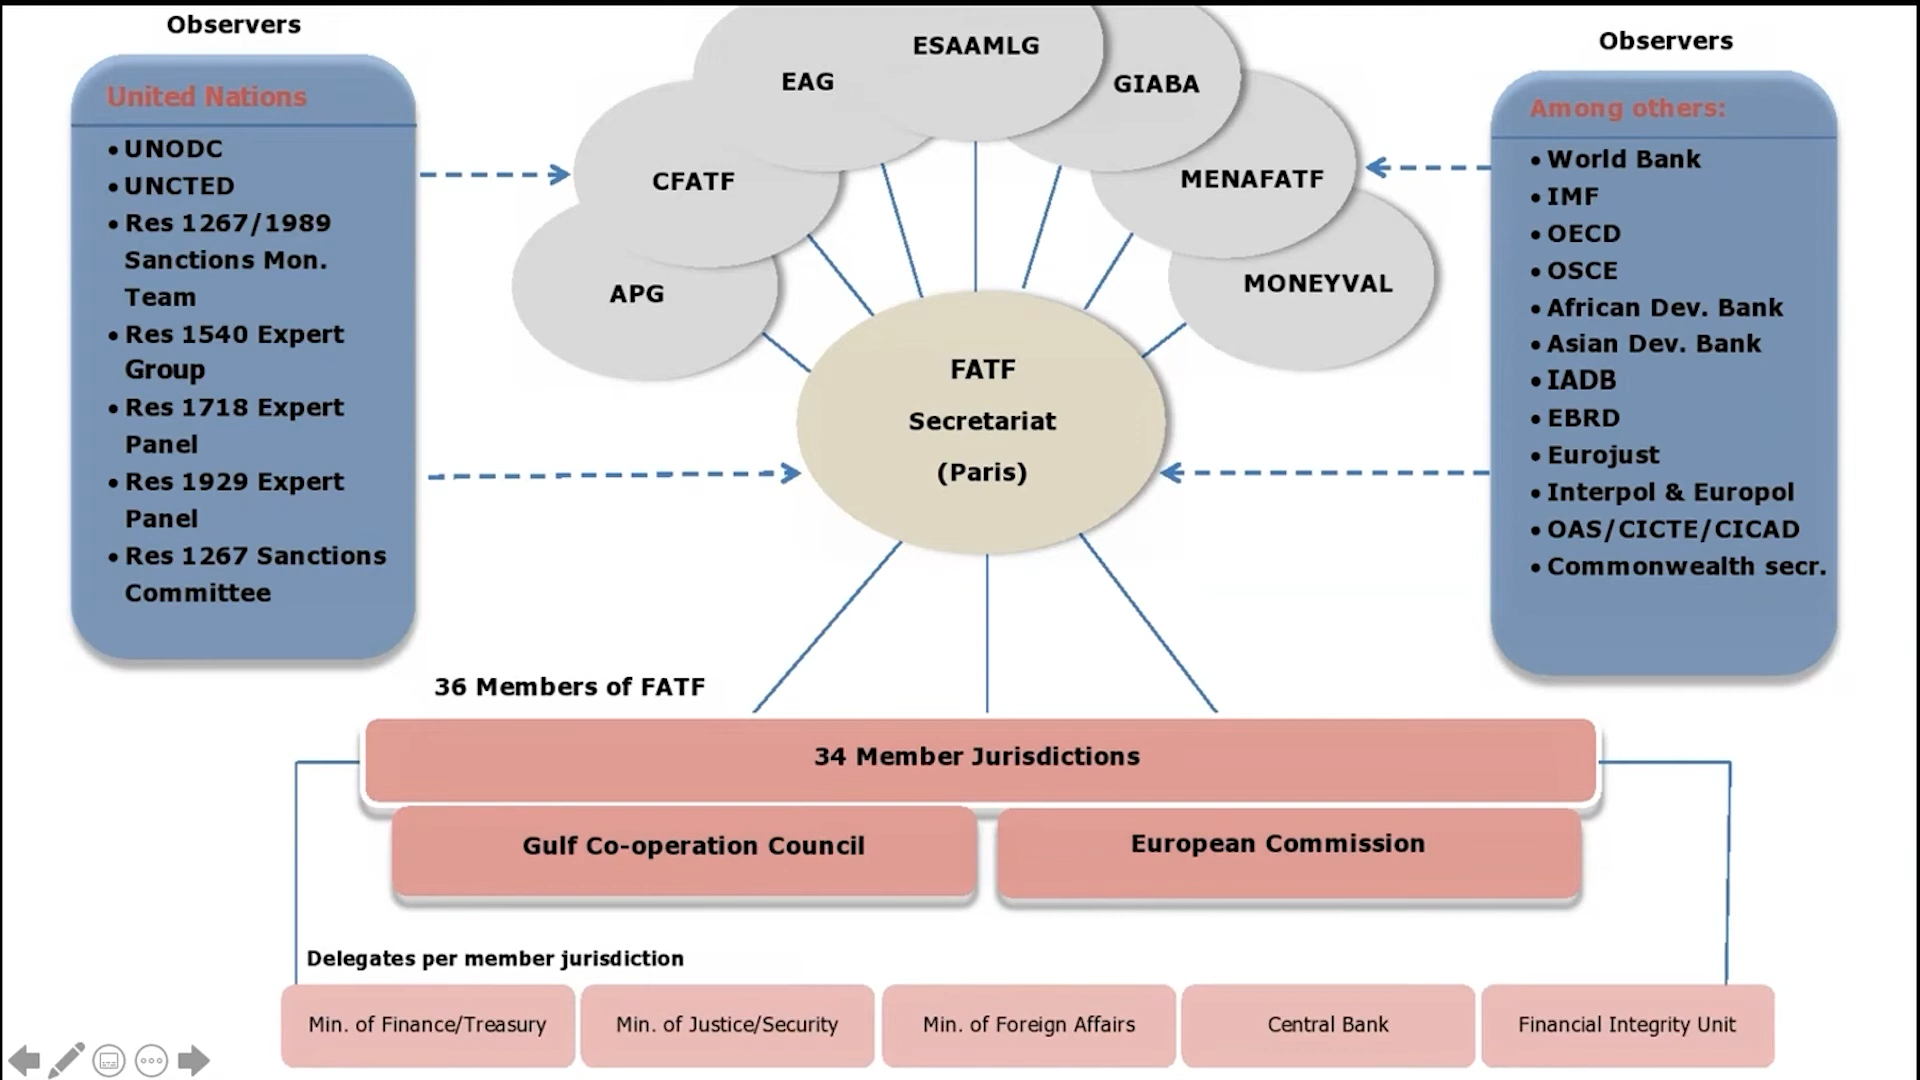 Observers
United Nations
• UNODC
• UNCTED
• Res 1267/1989
Sanctions Mon.
Team
• Res 1540 Expert
Group
• Res 1718 Expert
Panel
• Res 1929 Expert
Panel
• Res 1267 Sanctions
Committee
ESAAMLG
EAG
GIABA
CFATF
MENAFATF
APG
MONEYVAL
FATF
Secretariat
(Paris)
Observers
Among others:
• World Bank
• IMF
• OECD
• OSCE
• African Dev. Bank
• Asian Dev. Bank
• IADB
• EBRD
• Eurojust
• Interpol & Europol
• OAS/CICTE/CICAD
• Commonwealth secr.
36 Members of FATF
34 Member Jurisdictions
Gulf Co-operation Council
European Commission
Delegates per member jurisdiction
Min. of Finance/Treasury
Min. of Justice/Security
Min. of Foreign Affairs
Central Bank
Financial Integrity Unit